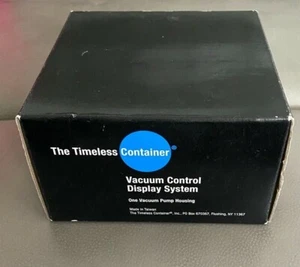 The Timeless Container®
Vacuum Control
Display System
One Vacuum Pump Housing
Made in Taiwan
The Timeless Container®, Inc., PO Box 670267, Flushing, NY 11367